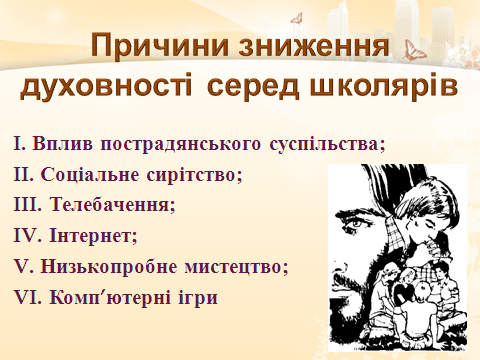 Причини зниження
духовності серед школярів
I. Вплив пострадянського суспільства;
II. Соціальне сирітство;
III. Телебачення;
IV. Інтернет;
V. Низькопробне мистецтво;
VI. Комп′ютерні ігри